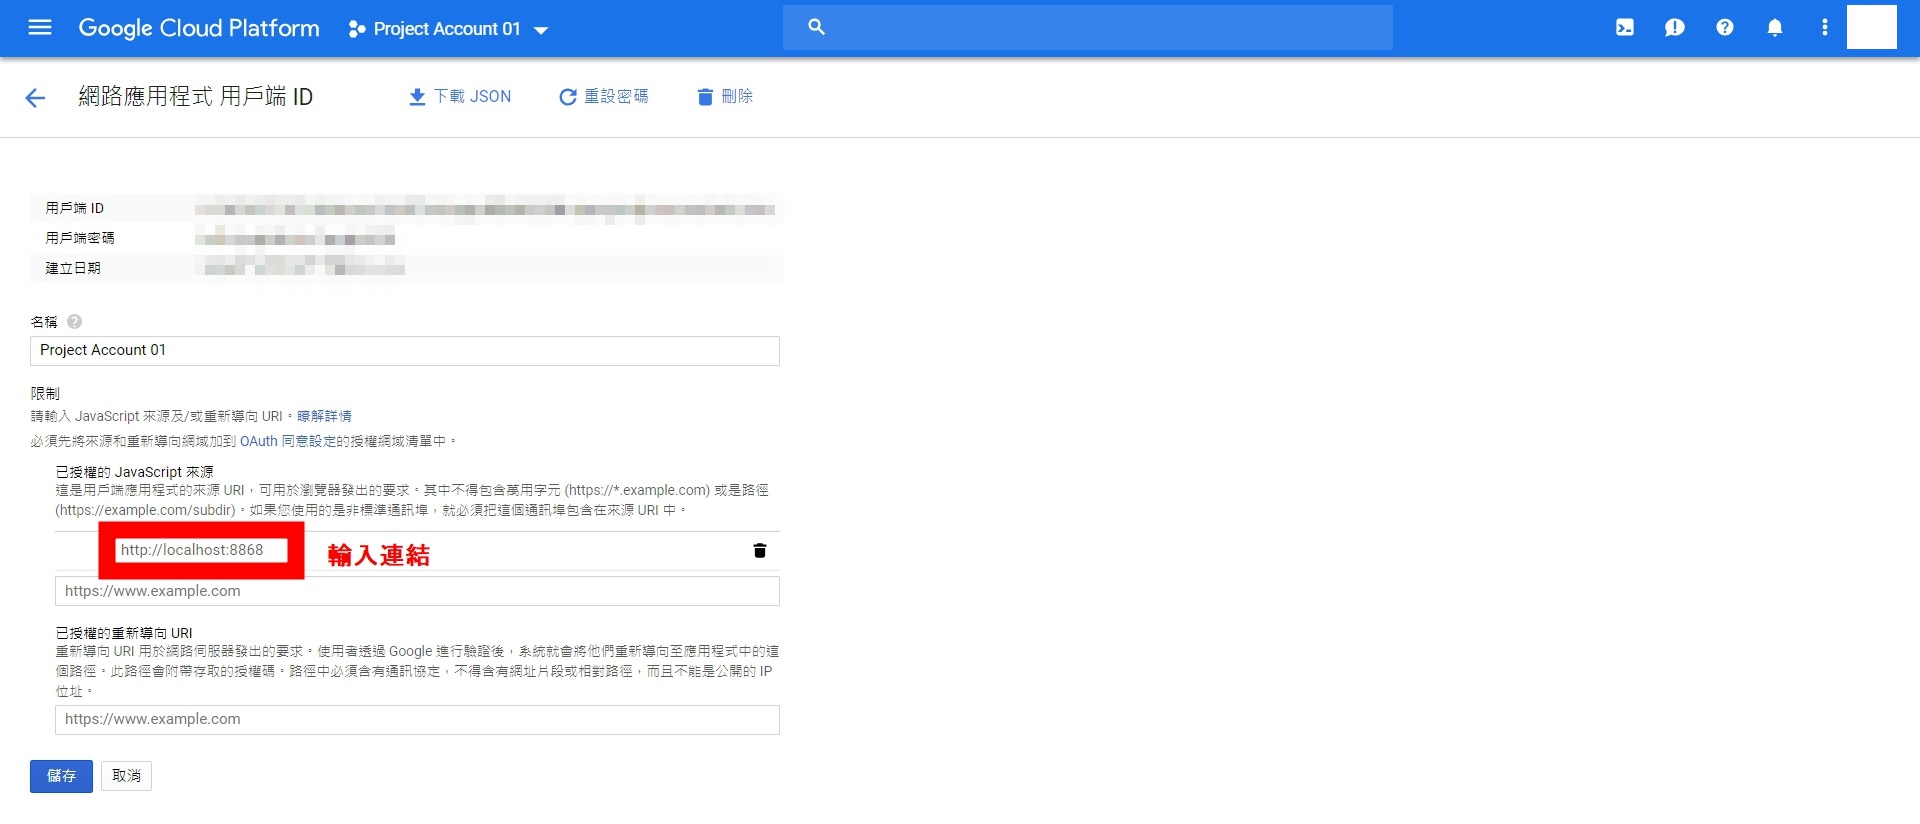 Google Cloud Platform Project Account 01
網路應用程式 用戶端 ID 下載 JSON 重設密碼 刪除
用戶端 ID
用戶端密碼
建立日期
名稱
Project Account 01
限制
請輸入 JavaScript 來源及/或重新導向 URI。瞭解詳情
必須先將來源和重新導向網域加到 OAuth 同意設定的授權網域清單中。
已授權的 JavaScript 來源
這是用戶端應用程式的來源 URI，可用於瀏覽器發出的要求。其中不得包含萬用字元 (https://*.example.com) 或是路徑
(https://example.com/subdir)。如果您使用的是非標準通訊埠，就必須把這個通訊埠包含在來源 URI 中。
http://localhost:8868 輸入連結
https://www.example.com
已授權的重新導向 URI
重新導向 URI 用於網路伺服器發出的要求。使用者透過 Google 進行驗證後，系統就會將他們重新導向至應用程式中的這
個路徑。此路徑會附帶存取的授權碼。路徑中必須含有通訊協定，不得含有網址片段或相對路徑，而且不能是公開的 IP
位址。
https://www.example.com
儲存 取消